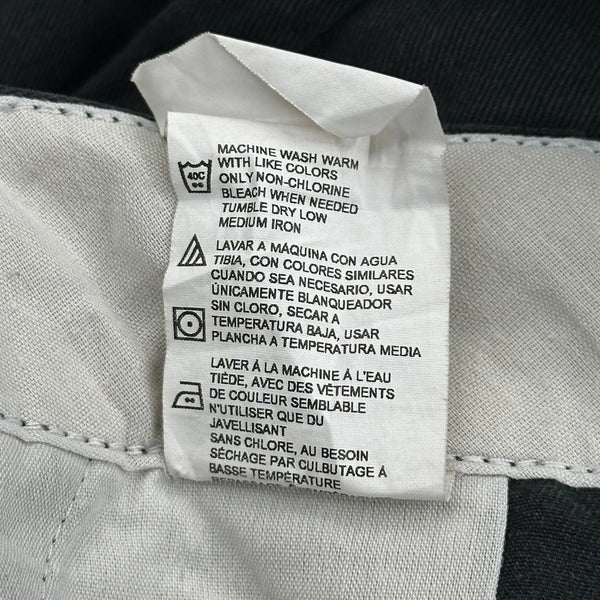 40C
MACHINE WASH WARM
WITH LIKE COLORS
ONLY NON-CHLORINE
BLEACH WHEN NEEDED
TUMBLE DRY LOW
MEDIUM IRON
LAVAR A MÁQUINA CON AGUA
TIBIA, CON COLORES SIMILARES
CUANDO SEA NECESARIO, USAR
ÚNICAMENTE BLANQUEADOR
SIN CLORO, SECAR A
TEMPERATURA BAJA, USAR
PLANCHA A TEMPERATURA MEDIA
LAVER À LA MACHINE À L'EAU
TIÈDE, AVEC DES VÊTEMENTS
DE COULEUR SEMBLABLE
N'UTILISER QUE DU
JAVELLISANT
SANS CHLORE, AU BESOIN
SÉCHAGE PAR CULBUTAGE À
BASSE TEMPÉRATURE